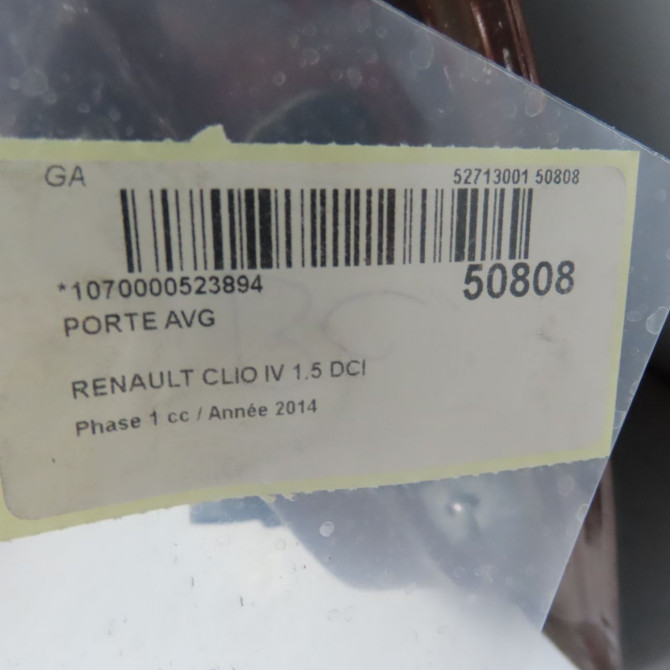 GA 52713001 50808
*1070000523894 50808
PORTE AVG
RENAULT CLIO IV 1.5 DCI
Phase 1 cc / Année 2014